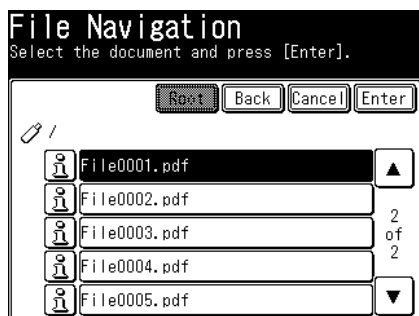 File Navigation
Select the document and press [Enter].
Root Back Cancel Enter
/
File0001.pdf
File0002.pdf
2
File0003.pdf
of
2
File0004.pdf
File0005.pdf